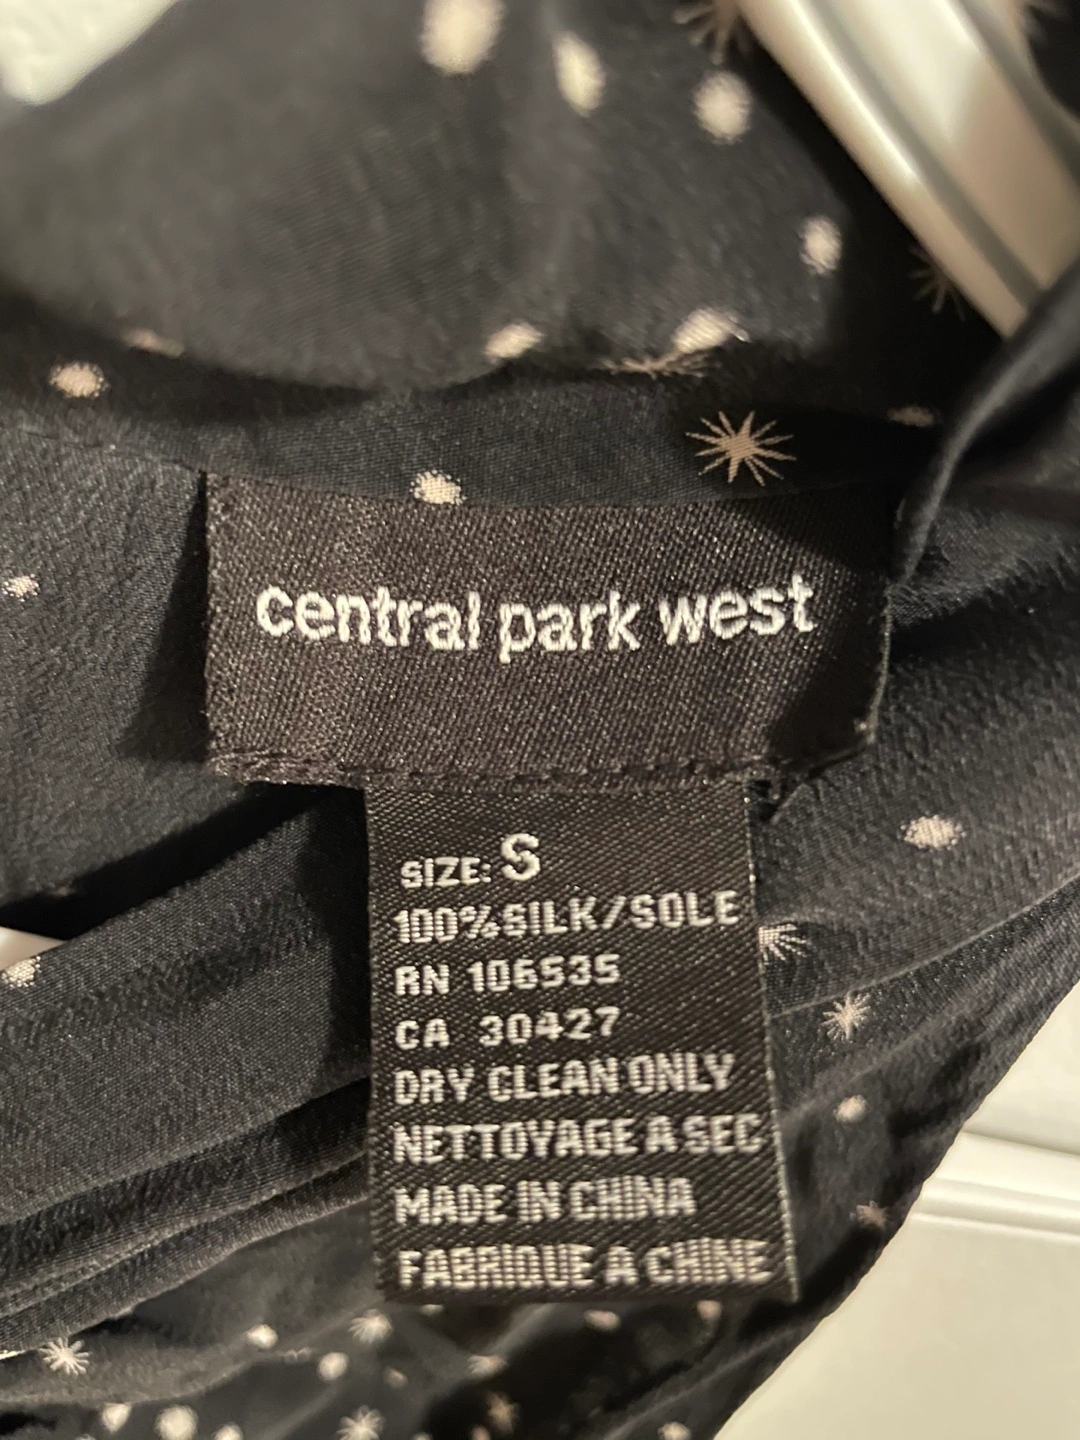 central park west
SIZE: S
100% SILK/SOLE
RN 106535
CA 30427
DRY CLEAN ONLY
NETTOYAGE A SEC
MADE IN CHINA
FABRIQUE A CHINE